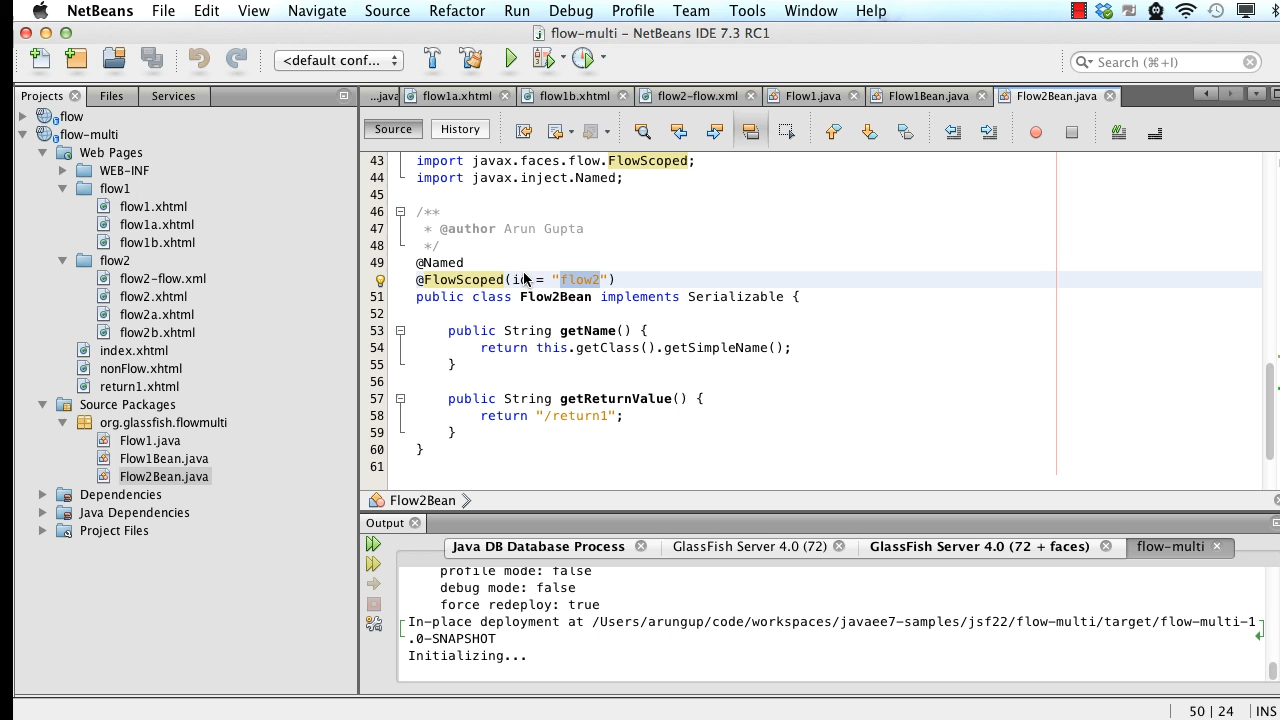 NetBeans File Edit View Navigate Source Refactor Run Debug Profile Team Tools Window Help
flow-multi – NetBeans IDE 7.3 RC1
<default conf...
Search (⌘+I)
Projects Files Services
...java flow1a.xhtml flow1b.xhtml flow2-flow.xml Flow1.java Flow1Bean.java Flow2Bean.java
Source History
flow
flow-multi
Web Pages
WEB-INF
flow1
flow1.xhtml
flow1a.xhtml
flow1b.xhtml
flow2
flow2-flow.xml
flow2.xhtml
flow2a.xhtml
flow2b.xhtml
index.xhtml
nonFlow.xhtml
return1.xhtml
Source Packages
org.glassfish.flowmulti
Flow1.java
Flow1Bean.java
Flow2Bean.java
Dependencies
Java Dependencies
Project Files
43 import javax.faces.flow.FlowScoped;
44 import javax.inject.Named;
45
46 /**
47 * @author Arun Gupta
48 */
49 @Named
@FlowScoped(id = "flow2")
51 public class Flow2Bean implements Serializable {
52
53 public String getName() {
54 return this.getClass().getSimpleName();
55 }
56
57 public String getReturnValue() {
58 return "/return1";
59 }
60 }
61
Flow2Bean
Output
Java DB Database Process GlassFish Server 4.0 (72) GlassFish Server 4.0 (72 + faces) flow-multi
profile mode: false
debug mode: false
force redeploy: true
In-place deployment at /Users/arungup/code/workspaces/javaee7-samples/jsf22/flow-multi/target/flow-multi-1
.0-SNAPSHOT
Initializing...
50 | 24 INS